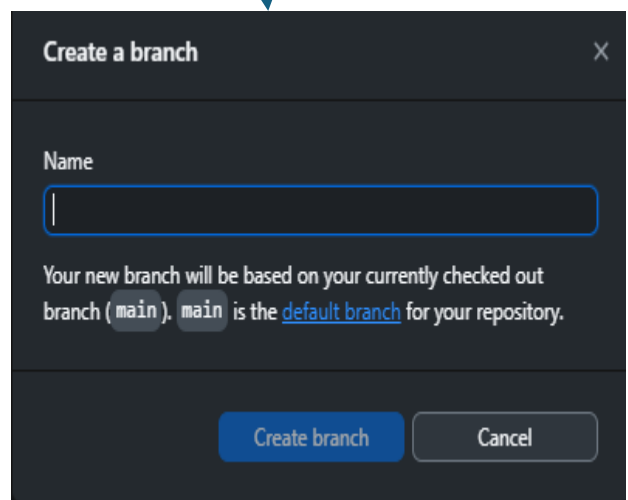 Create a branch
Name
Your new branch will be based on your currently checked out
branch (main). main is the default branch for your repository.
Create branch
Cancel